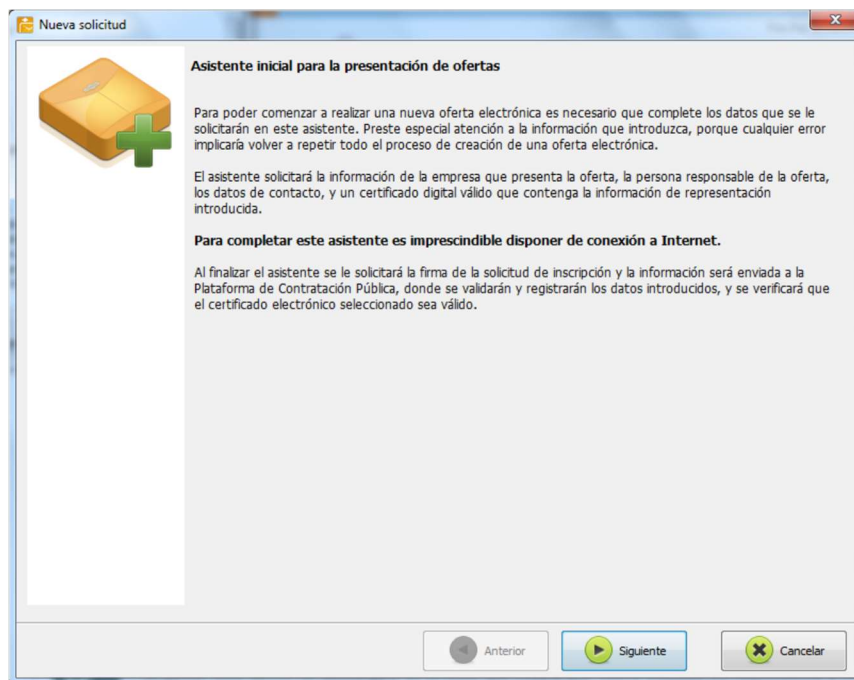 Nueva solicitud
Asistente inicial para la presentación de ofertas
Para poder comenzar a realizar una nueva oferta electrónica es necesario que complete los datos que se le
solicitarán en este asistente. Preste especial atención a la información que introduzca, porque cualquier error
implicaría volver a repetir todo el proceso de creación de una oferta electrónica.
El asistente solicitará la información de la empresa que presenta la oferta, la persona responsable de la oferta,
los datos de contacto, y un certificado digital válido que contenga la información de representación
introducida.
Para completar este asistente es imprescindible disponer de conexión a Internet.
Al finalizar el asistente se le solicitará la firma de la solicitud de inscripción y la información será enviada a la
Plataforma de Contratación Pública, donde se validarán y registrarán los datos introducidos, y se verificará que
el certificado electrónico seleccionado sea válido.
Anterior
Siguiente
Cancelar